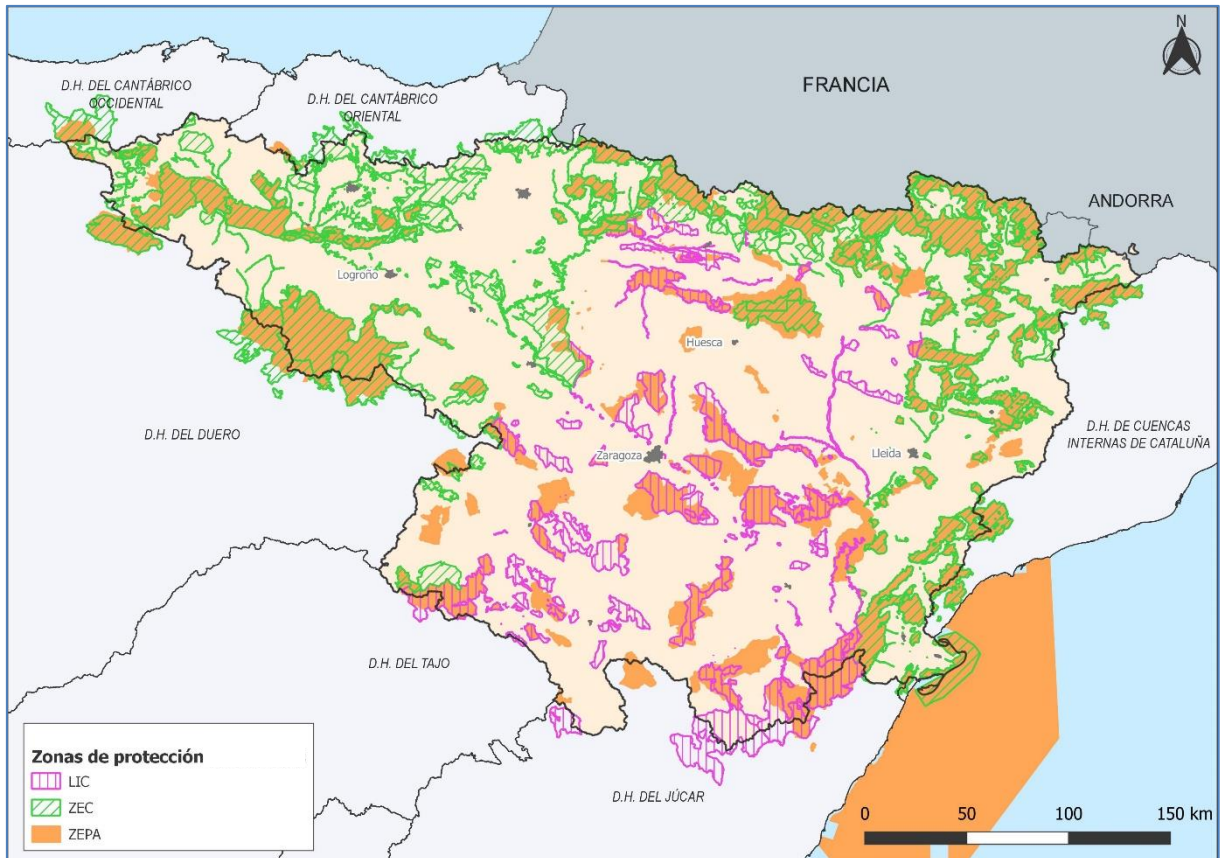 N
D.H. DEL CANTÁBRICO
OCCIDENTAL
D.H. DEL CANTÁBRICO
ORIENTAL
FRANCIA
ANDORRA
Logroño
Huesca
D.H. DEL DUERO
Zaragoza
Lleida
D.H. DE CUENCAS
INTERNAS DE CATALUÑA
D.H. DEL TAJO
D.H. DEL JÚCAR
Zonas de protección
LIC
ZEC
ZEPA
0 50 100 150 km